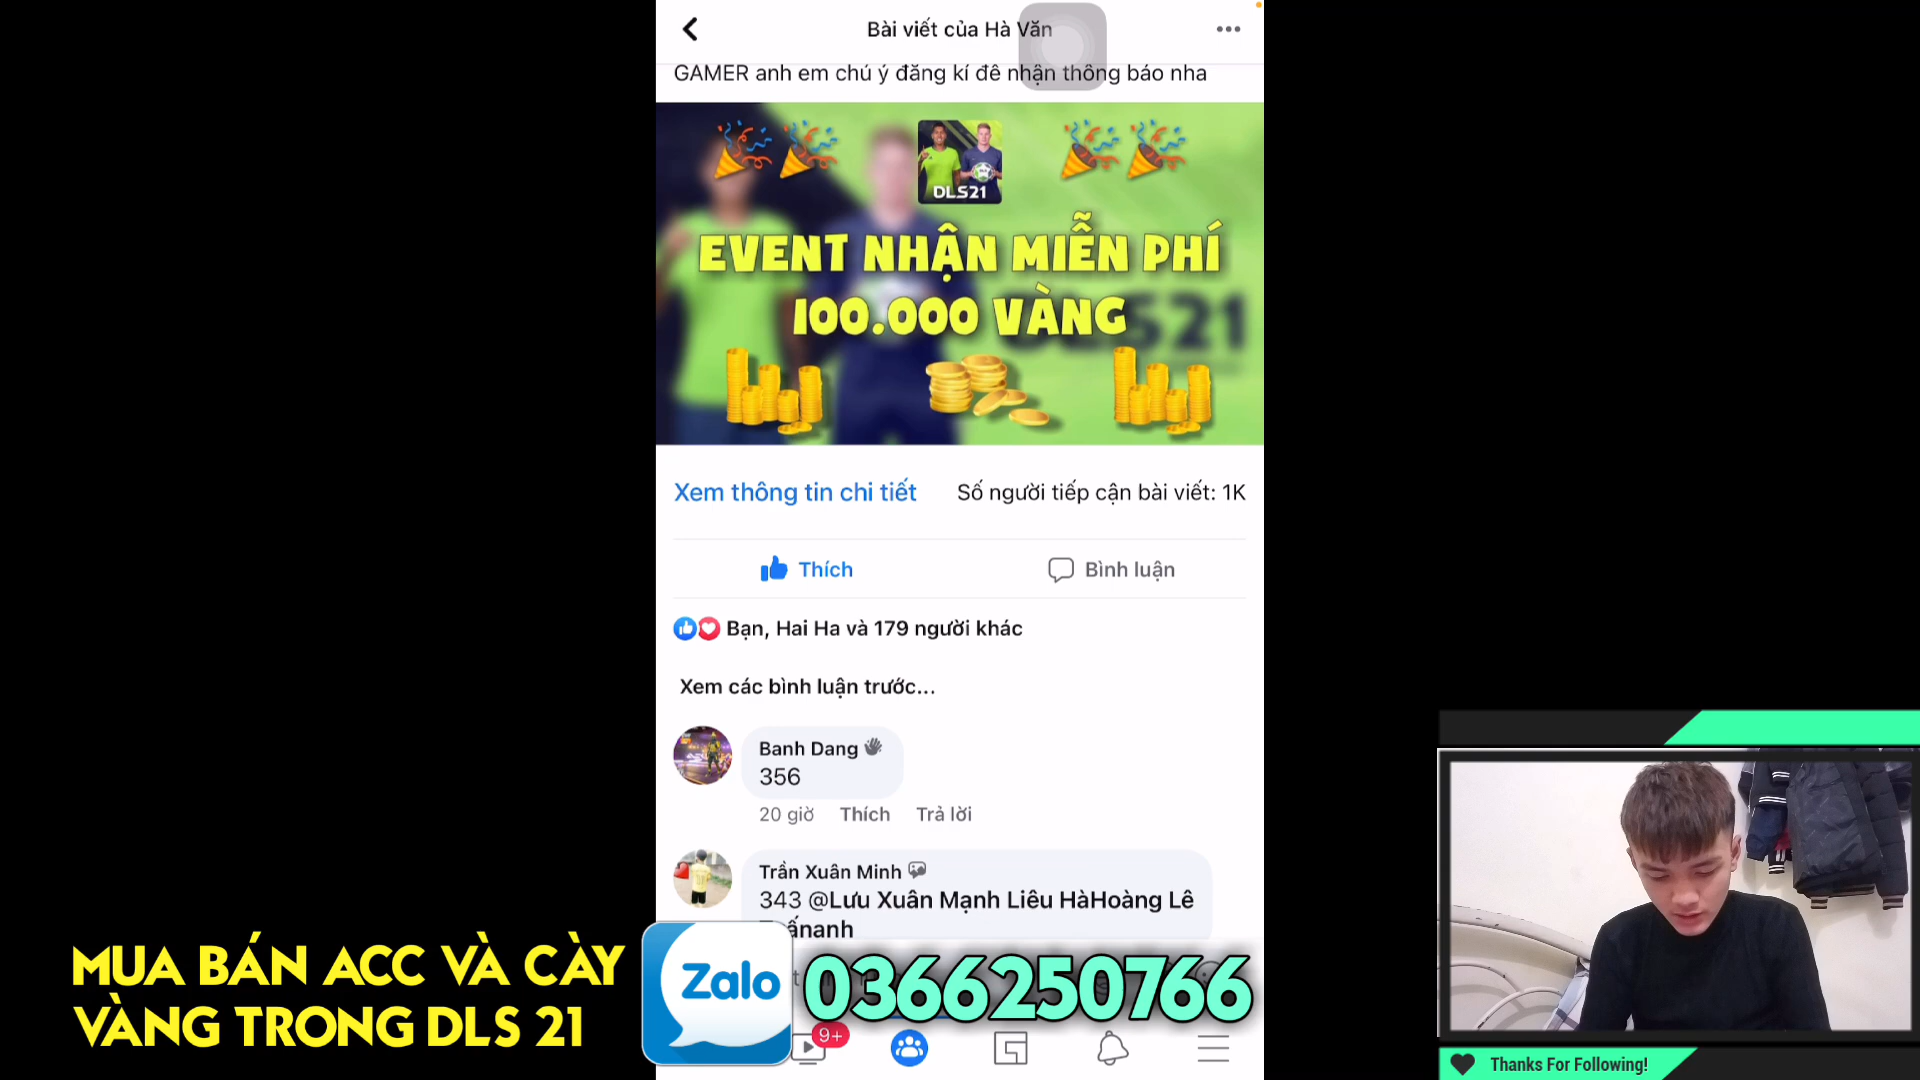 Bài viết của Hà Văn
GAMER anh em chú ý đăng kí đê nhận thông báo nha
DLS21
EVENT NHẬN MIỄN PHÍ
100.000 VÀNG
Xem thông tin chi tiết
Số người tiếp cận bài viết: 1K
Thích
Bình luận
Bạn, Hai Ha và 179 người khác
Xem các bình luận trước...
Banh Dang
356
20 giờ Thích Trả lời
Trần Xuân Minh
343 @Lưu Xuân Mạnh Liêu HàHoàng Lê
MUA BÁN ACC VÀ CÀY
VÀNG TRONG DLS 21
Zalo
0366250766
9+
Thanks For Following!